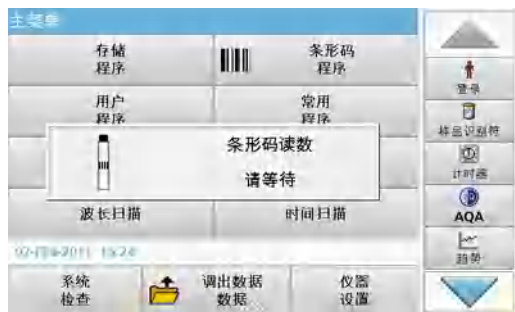 主菜单
存储
程序
条形码
程序
用户
程序
常用
程序
条形码读数
请等待
波长扫描
时间扫描
系统
检查
调出数据
数据
仪器
设置
登录
样品识别符
计时器
AQA
趋势